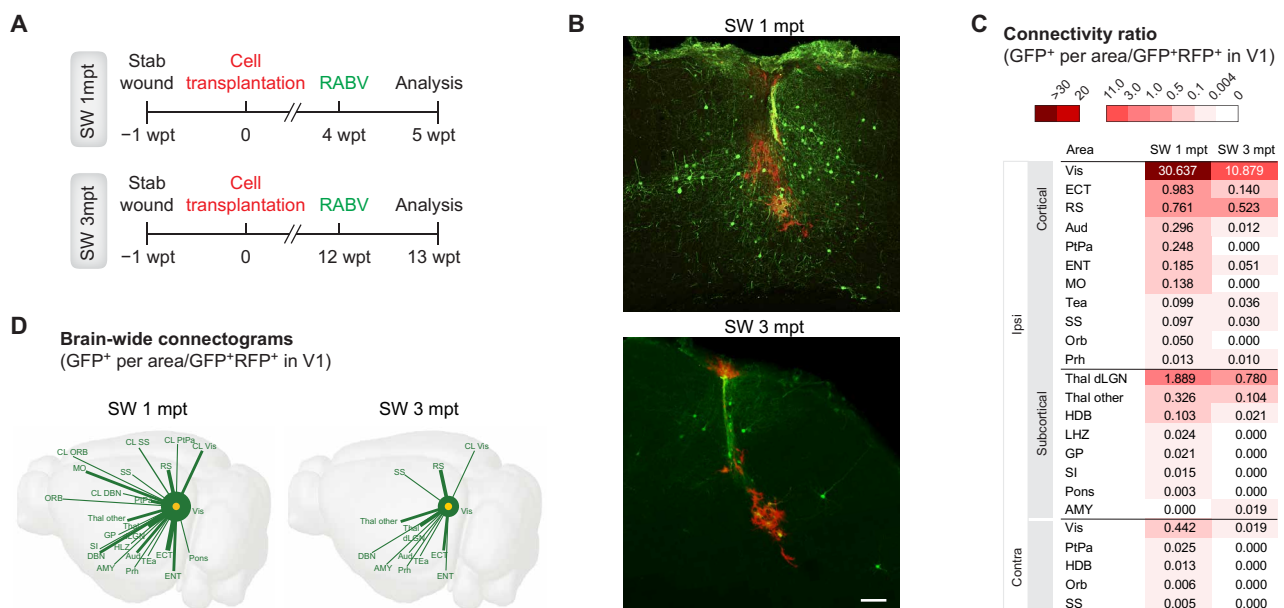 A
SW 1mpt
Stab wound
Cell transplantation
RABV
Analysis
−1 wpt
0
4 wpt
5 wpt
SW 3mpt
Stab wound
Cell transplantation
RABV
Analysis
−1 wpt
0
12 wpt
13 wpt
B
SW 1 mpt
SW 3 mpt
C
Connectivity ratio
(GFP⁺ per area/GFP⁺RFP⁺ in V1)
>30 20 11.0 3.0 1.0 0.5 0.1 0.004 0
Area SW 1 mpt SW 3 mpt
Ipsi
Cortical
Vis 30.637 10.879
ECT 0.983 0.140
RS 0.761 0.523
Aud 0.296 0.012
PtPa 0.248 0.000
ENT 0.185 0.051
MO 0.138 0.000
Tea 0.099 0.036
SS 0.097 0.030
Orb 0.050 0.000
Prh 0.013 0.010
Subcortical
Thal dLGN 1.889 0.780
Thal other 0.326 0.104
HDB 0.103 0.021
LHZ 0.024 0.000
GP 0.021 0.000
SI 0.015 0.000
Pons 0.003 0.000
AMY 0.000 0.019
Contra
Vis 0.442 0.019
PtPa 0.025 0.000
HDB 0.013 0.000
Orb 0.006 0.000
SS 0.005 0.000
D
Brain-wide connectograms
(GFP⁺ per area/GFP⁺RFP⁺ in V1)
SW 1 mpt
CL PtPa
CL SS
CL Vis
CL ORB
MO
SS
RS
CL DBN
ORB
Vis
Thal other
Thal
dLGN
GP
SI
HLZ
DBN
Aud
AMY
Prh
TEa
ECT
ENT
Pons
SW 3 mpt
CL Vis
RS
SS
Vis
Thal other
Thal
dLGN
DBN
Aud
AMY
Prh
TEa
ECT
ENT